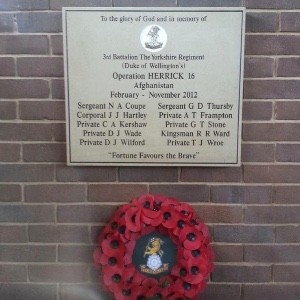 To the glory of God and in memory of
3rd Battalion The Yorkshire Regiment
(Duke of Wellington's)
Operation HERRICK 16
Afghanistan
February - November 2012
Sergeant N A Coupe Sergeant G D Thursby
Corporal J J Hartley Private A T Frampton
Private C A Kershaw Private G T Stone
Private D J Wade Kingsman R R Ward
Private D J Wilford Private T J Wroe
"Fortune Favours the Brave"